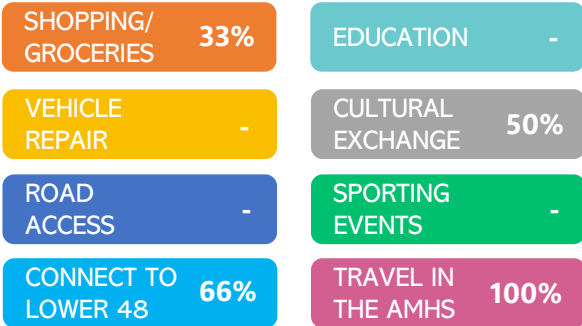 SHOPPING/
GROCERIES 33%
EDUCATION -
VEHICLE
REPAIR -
CULTURAL
EXCHANGE 50%
ROAD
ACCESS -
SPORTING
EVENTS -
CONNECT TO
LOWER 48 66%
TRAVEL IN
THE AMHS 100%